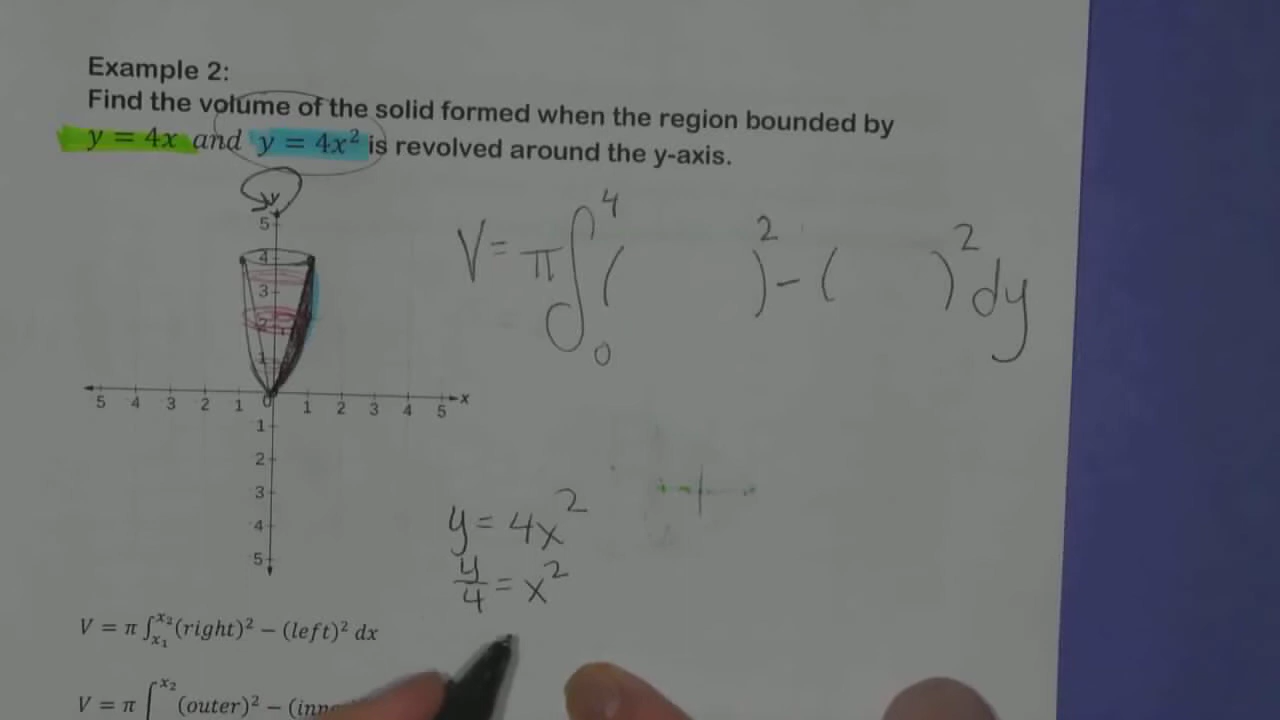 Example 2:
Find the volume of the solid formed when the region bounded by
y = 4x and y = 4x² is revolved around the y-axis.
y
5
4
3
2
1
5 4 3 2 1 0 1 2 3 4 5 x
1
2
3
4
5
V = π∫₀⁴( )² - ( )² dy
y = 4x²
y/4 = x²
V = π ∫_{x₁}^{x₂} (right)² − (left)² dx
V = π ∫^{x₂} (outer)² − (inn